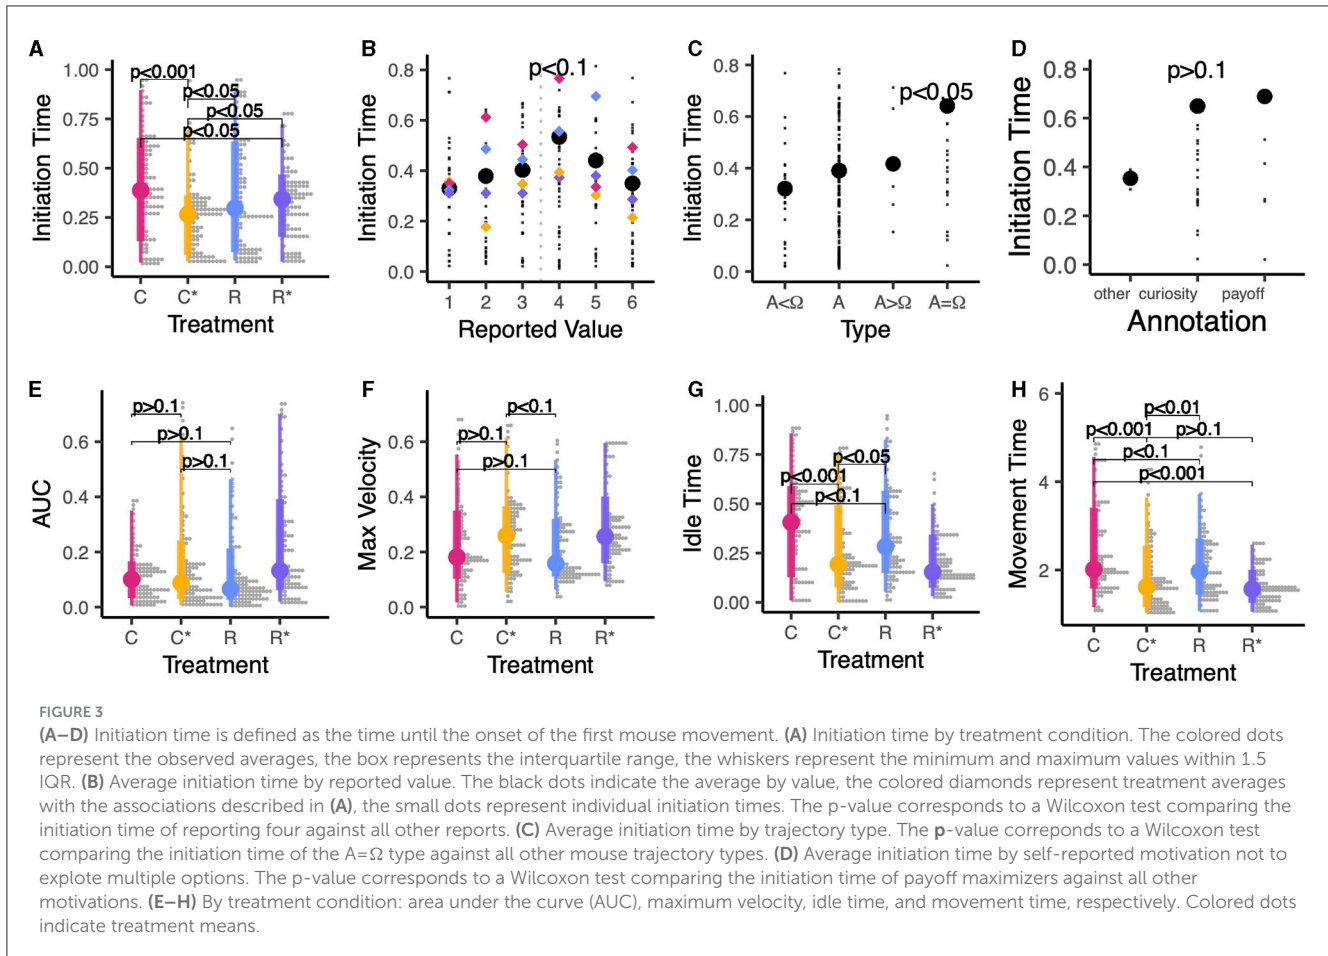 A
Initiation Time
1.00
0.75
0.50
0.25
0.00
p<0.001
p<0.05
p<0.05
p<0.05
C C* R R*
Treatment
B
Initiation Time
0.8
0.6
0.4
0.2
0.0
p<0.1
1 2 3 4 5 6
Reported Value
C
Initiation Time
0.8
0.6
0.4
0.2
0.0
p<0.05
A<Ω A A>Ω A=Ω
Type
D
Initiation Time
0.8
0.6
0.4
0.2
0.0
p>0.1
other curiosity payoff
Annotation
E
AUC
0.6
0.4
0.2
0.0
p>0.1
p>0.1
p>0.1
C C* R R*
Treatment
F
Max Velocity
0.6
0.4
0.2
0.0
p<0.1
p>0.1
p>0.1
C C* R R*
Treatment
G
Idle Time
1.00
0.75
0.50
0.25
0.00
p<0.05
p<0.001
p<0.1
C C* R R*
Treatment
H
Movement Time
6
4
2
p<0.01
p<0.001 p>0.1
p<0.1
p<0.001
C C* R R*
Treatment
FIGURE 3
(A–D) Initiation time is defined as the time until the onset of the first mouse movement. (A) Initiation time by treatment condition. The colored dots
represent the observed averages, the box represents the interquartile range, the whiskers represent the minimum and maximum values within 1.5
IQR. (B) Average initiation time by reported value. The black dots indicate the average by value, the colored diamonds represent treatment averages
with the associations described in (A), the small dots represent individual initiation times. The p-value corresponds to a Wilcoxon test comparing the
initiation time of reporting four against all other reports. (C) Average initiation time by trajectory type. The p-value correponds to a Wilcoxon test
comparing the initiation time of the A=Ω type against all other mouse trajectory types. (D) Average initiation time by self-reported motivation not to
explote multiple options. The p-value corresponds to a Wilcoxon test comparing the initiation time of payoff maximizers against all other
motivations. (E–H) By treatment condition: area under the curve (AUC), maximum velocity, idle time, and movement time, respectively. Colored dots
indicate treatment means.